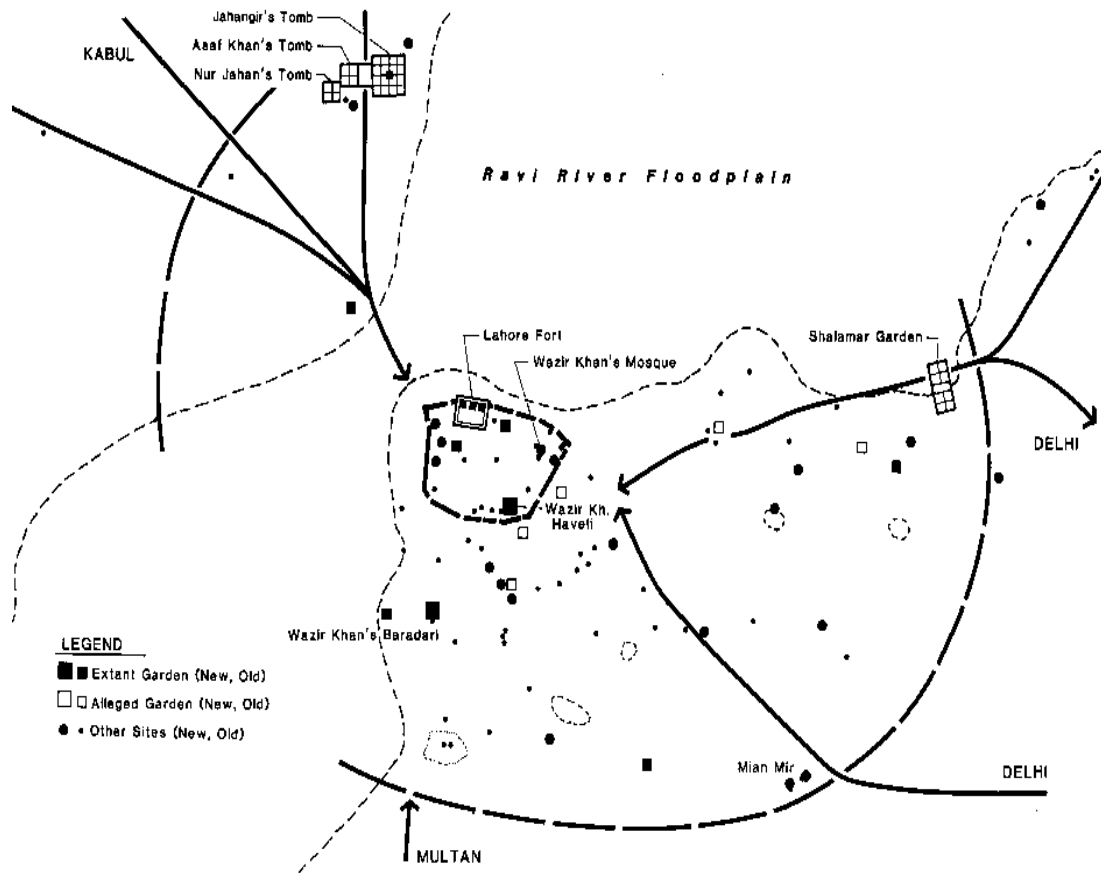 Jahangir's Tomb
Asaf Khan's Tomb
KABUL
Nur Jahan's Tomb
Ravi River Floodplain
Lahore Fort
Wazir Khan's Mosque
Shalamar Garden
DELHI
Wazir Kh.
Haveli
Wazir Khan's Baradari
LEGEND
Extant Garden (New, Old)
Alleged Garden (New, Old)
Other Sites (New, Old)
Mian Mir
DELHI
MULTAN